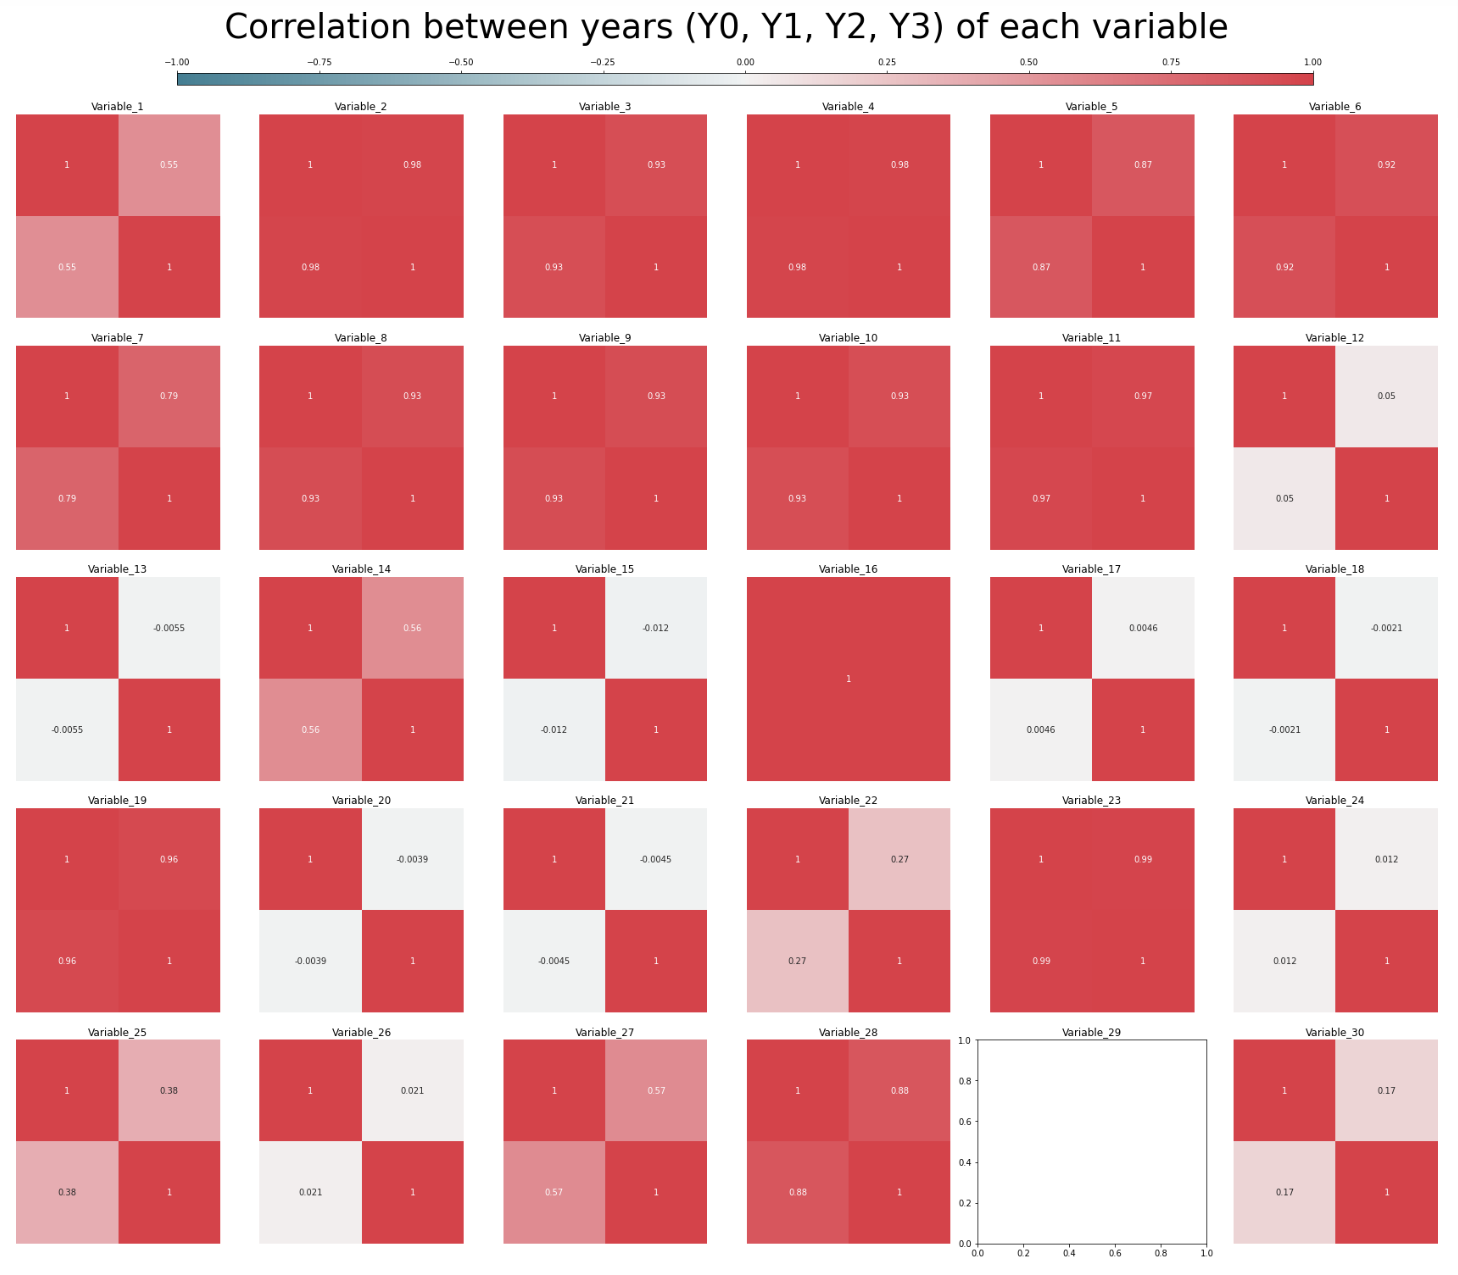 Correlation between years (Y0, Y1, Y2, Y3) of each variable
−1.00 −0.75 −0.50 −0.25 0.00 0.25 0.50 0.75 1.00
Variable_1 Variable_2 Variable_3 Variable_4 Variable_5 Variable_6
1 0.55 1 0.98 1 0.93 1 0.98 1 0.87 1 0.92
0.55 1 0.98 1 0.93 1 0.98 1 0.87 1 0.92 1
Variable_7 Variable_8 Variable_9 Variable_10 Variable_11 Variable_12
1 0.79 1 0.93 1 0.93 1 0.93 1 0.97 1 0.05
0.79 1 0.93 1 0.93 1 0.93 1 0.97 1 0.05 1
Variable_13 Variable_14 Variable_15 Variable_16 Variable_17 Variable_18
1 -0.0055 1 0.56 1 -0.012 1 0.0046 1 -0.0021
1
-0.0055 1 0.56 1 -0.012 1 0.0046 1 -0.0021 1
Variable_19 Variable_20 Variable_21 Variable_22 Variable_23 Variable_24
1 0.96 1 -0.0039 1 -0.0045 1 0.27 1 0.99 1 0.012
0.96 1 -0.0039 1 -0.0045 1 0.27 1 0.99 1 0.012 1
Variable_25 Variable_26 Variable_27 Variable_28 Variable_29 Variable_30
1.0
0.8
1 0.38 1 0.021 1 0.57 1 0.88 1 0.17
0.6
0.4
0.38 1 0.021 1 0.57 1 0.88 1 0.17 1
0.2
0.0
0.0 0.2 0.4 0.6 0.8 1.0